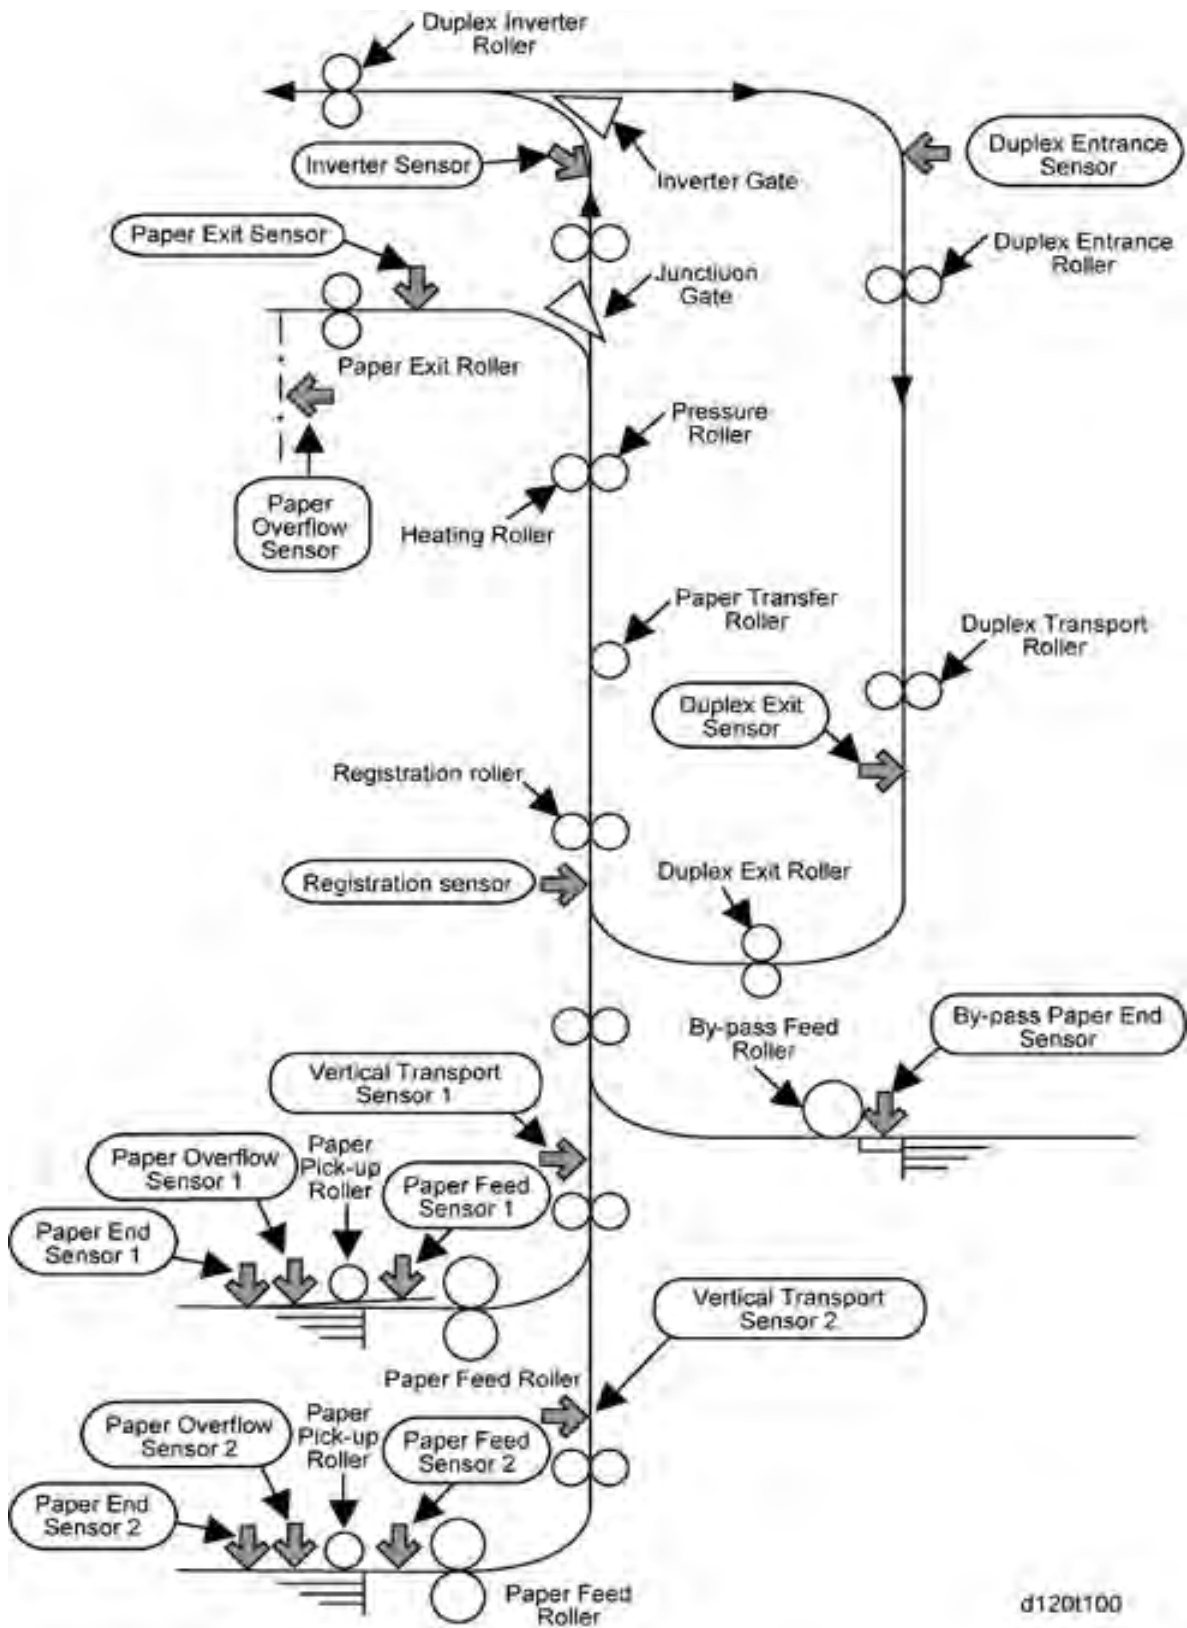 Duplex Inverter
Roller
Inverter Sensor
Inverter Gate
Duplex Entrance
Sensor
Paper Exit Sensor
Junctiuon
Gate
Duplex Entrance
Roller
Paper Exit Roller
Pressure
Roller
Paper
Overflow
Sensor
Heating Roller
Paper Transfer
Roller
Duplex Transport
Roller
Duplex Exit
Sensor
Registration roller
Registration sensor
Duplex Exit Roller
By-pass Feed
Roller
By-pass Paper End
Sensor
Vertical Transport
Sensor 1
Paper Overflow
Sensor 1
Paper
Pick-up
Roller
Paper Feed
Sensor 1
Paper End
Sensor 1
Vertical Transport
Sensor 2
Paper Feed Roller
Paper Overflow
Sensor 2
Paper
Pick-up
Roller
Paper Feed
Sensor 2
Paper End
Sensor 2
Paper Feed
Roller
d120t100